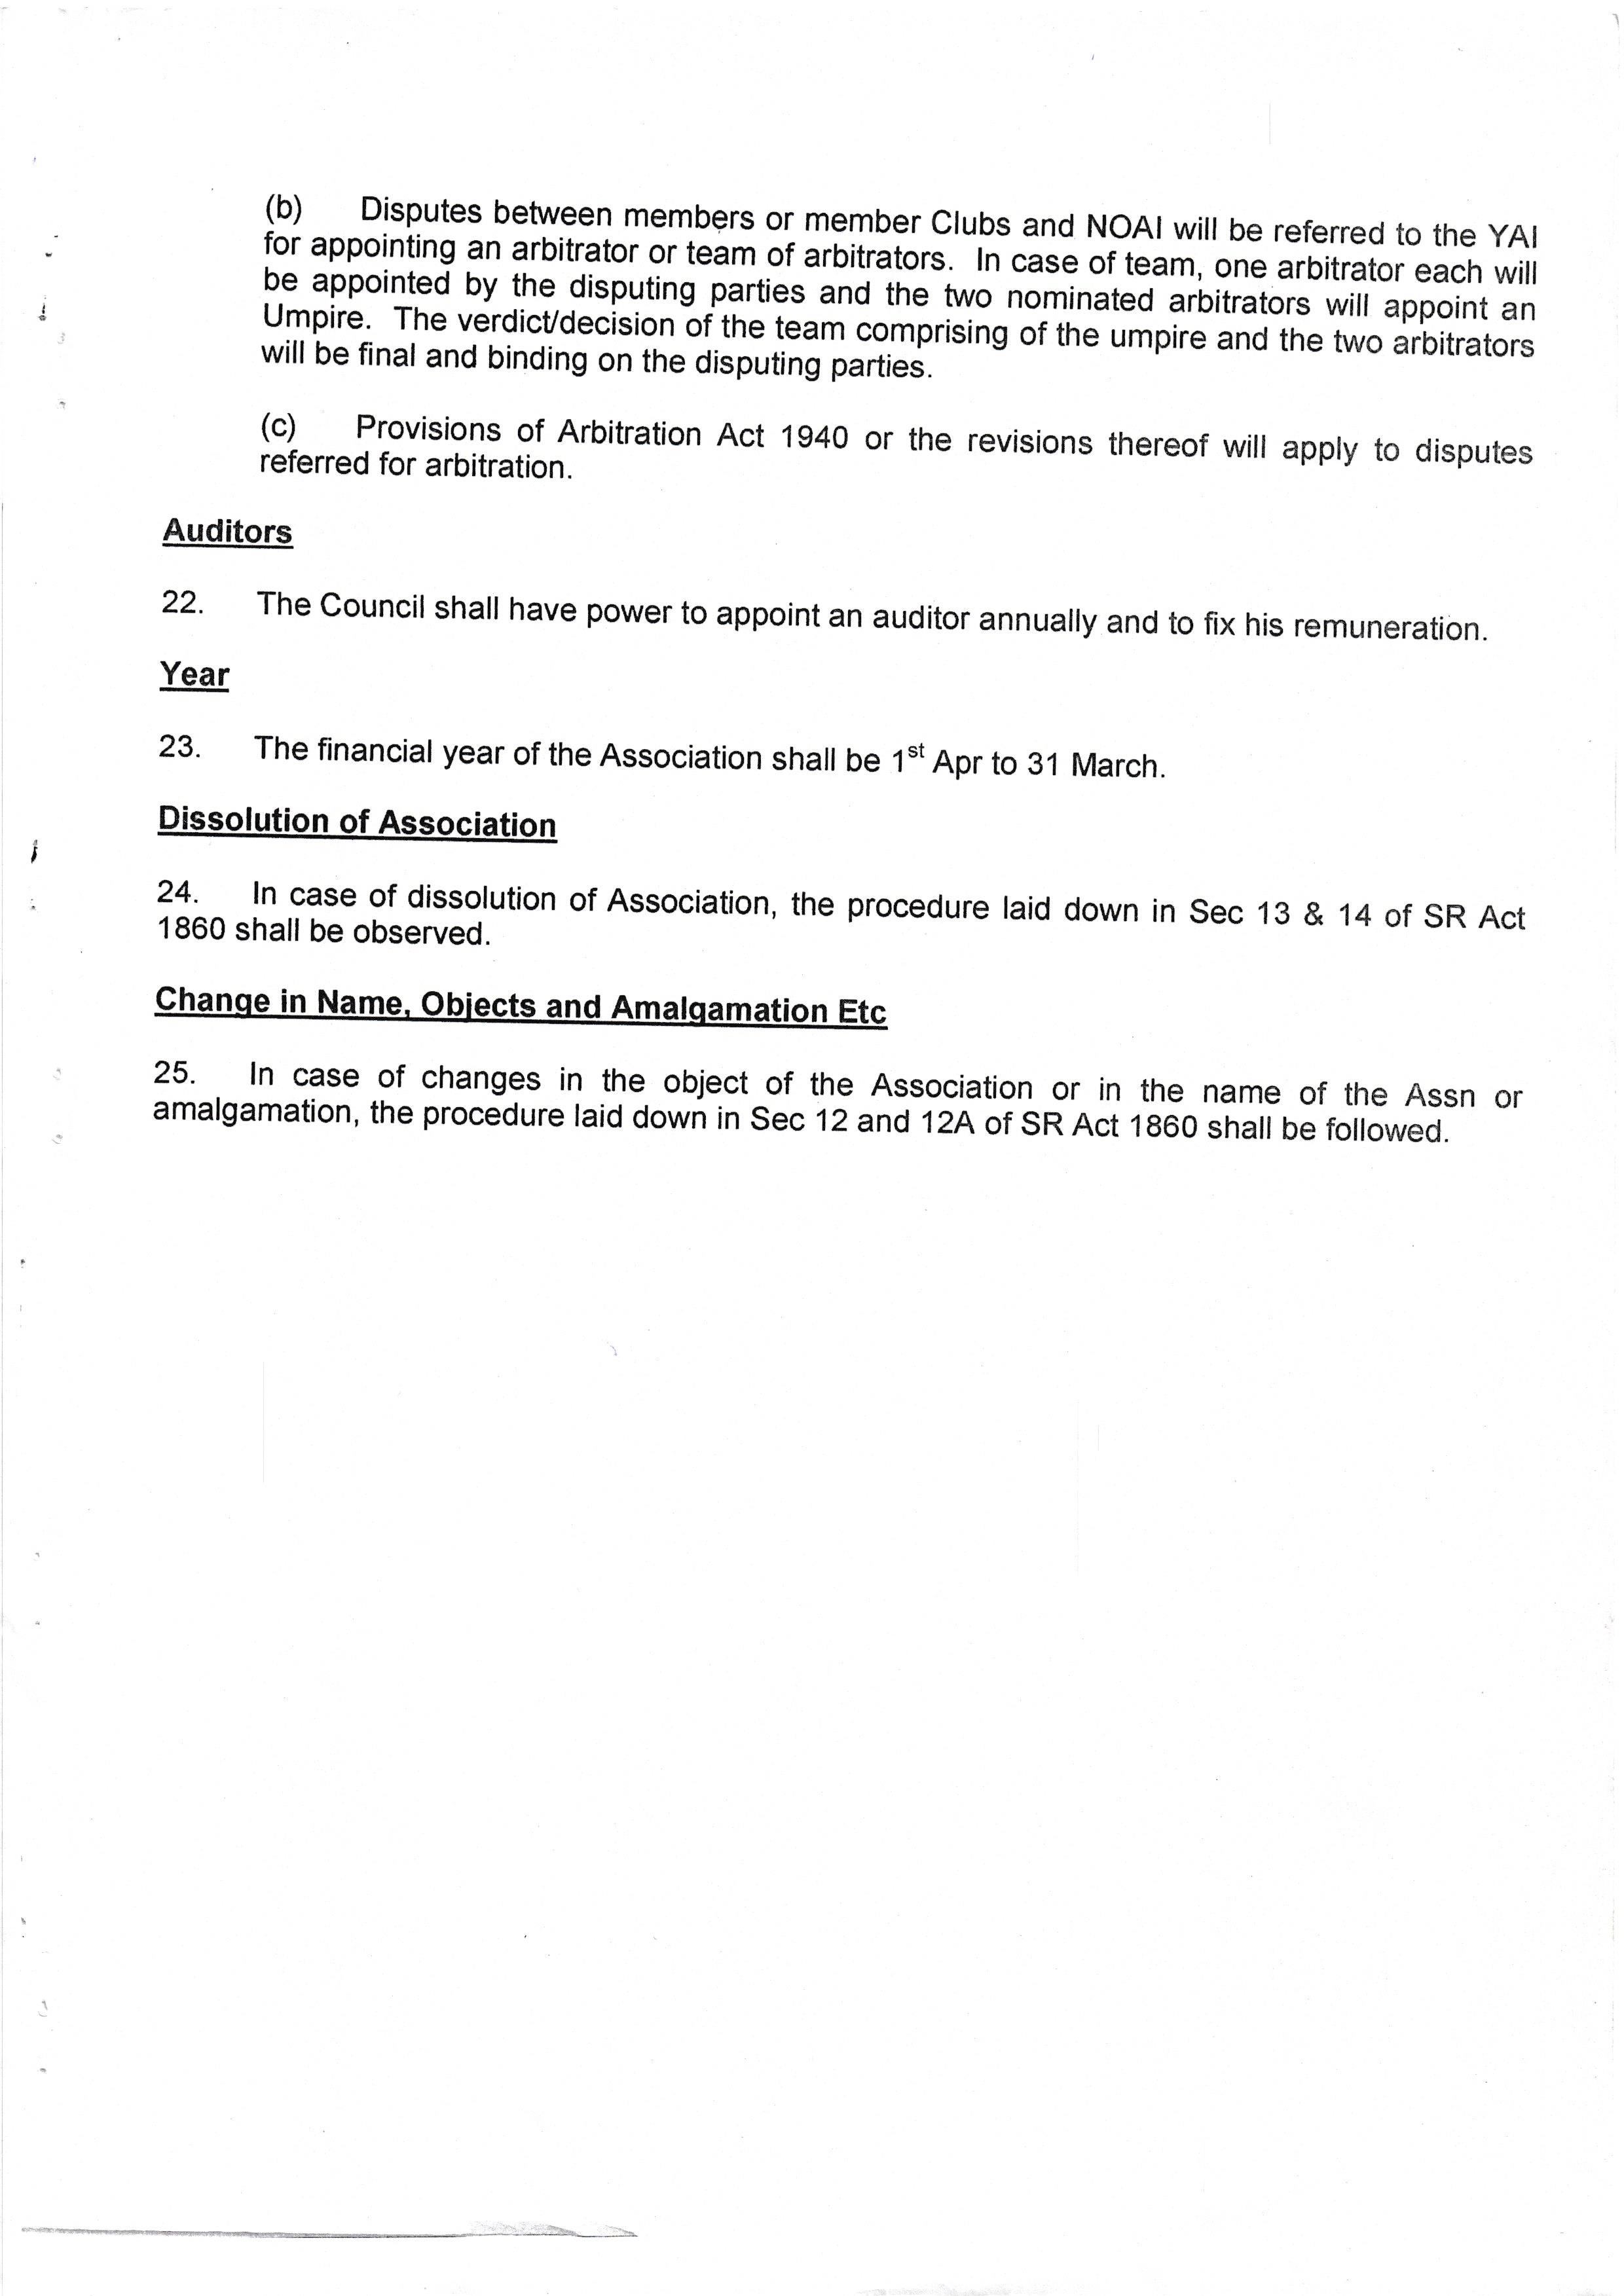 (b) Disputes between members or member Clubs and NOAI will be referred to the YAI
for appointing an arbitrator or team of arbitrators. In case of team, one arbitrator each will
be appointed by the disputing parties and the two nominated arbitrators will appoint an
Umpire. The verdict/decision of the team comprising of the umpire and the two arbitrators
will be final and binding on the disputing parties.
(c) Provisions of Arbitration Act 1940 or the revisions thereof will apply to disputes
referred for arbitration.
Auditors
22. The Council shall have power to appoint an auditor annually and to fix his remuneration.
Year
23. The financial year of the Association shall be 1st Apr to 31 March.
Dissolution of Association
24. In case of dissolution of Association, the procedure laid down in Sec 13 & 14 of SR Act
1860 shall be observed.
Change in Name, Objects and Amalgamation Etc
25. In case of changes in the object of the Association or in the name of the Assn or
amalgamation, the procedure laid down in Sec 12 and 12A of SR Act 1860 shall be followed.